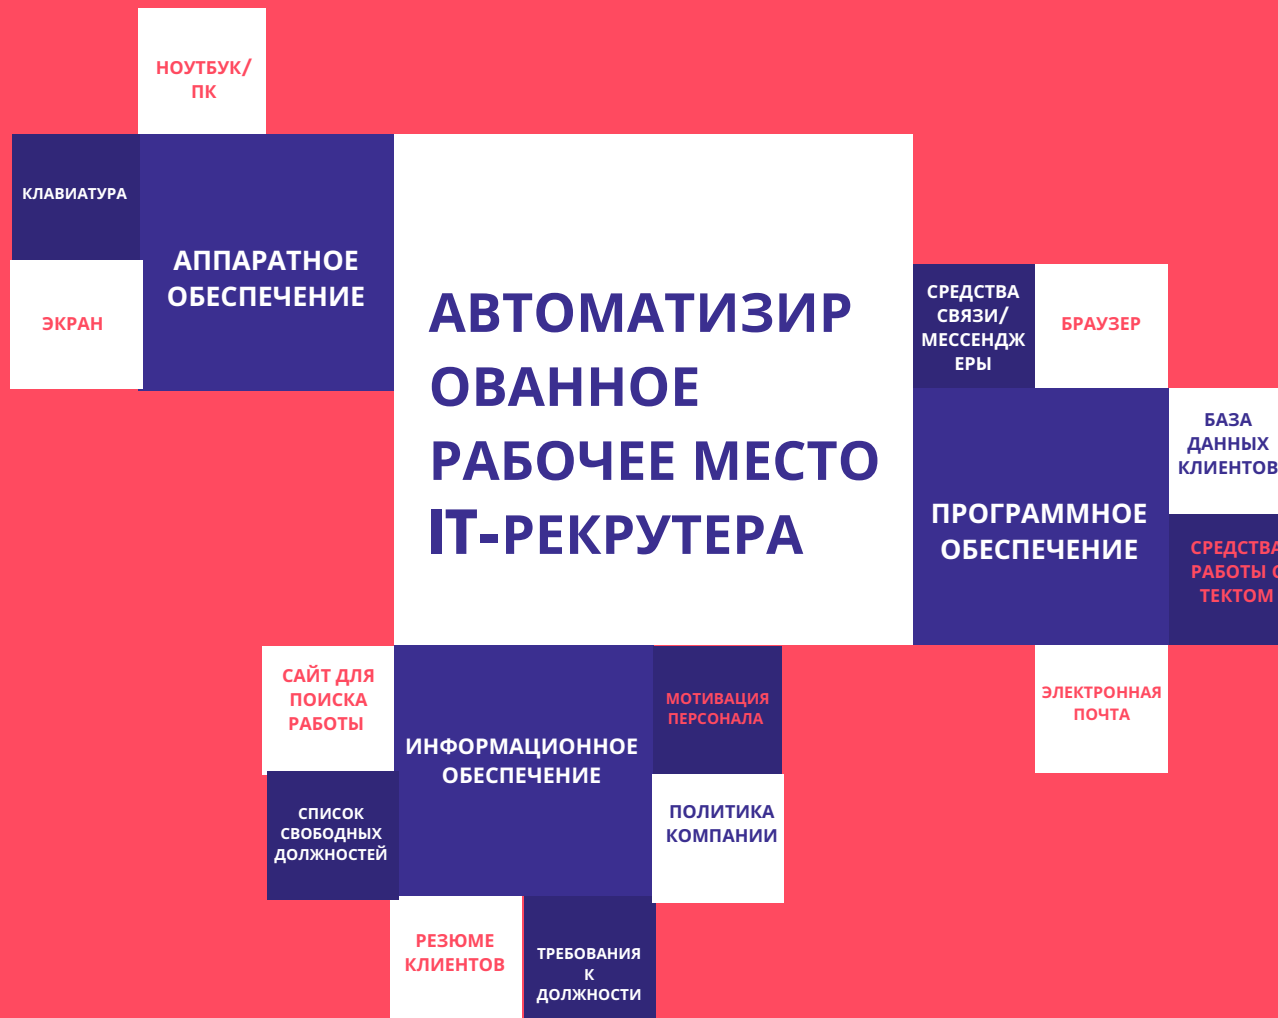 НОУТБУК/
ПК
КЛАВИАТУРА
ЭКРАН
АППАРАТНОЕ
ОБЕСПЕЧЕНИЕ
АВТОМАТИЗИР
ОВАННОЕ
РАБОЧЕЕ МЕСТО
IT-РЕКРУТЕРА
СРЕДСТВА
СВЯЗИ/
МЕССЕНДЖ
ЕРЫ
БРАУЗЕР
БАЗА
ДАННЫХ
КЛИЕНТОВ
ПРОГРАММНОЕ
ОБЕСПЕЧЕНИЕ
СРЕДСТВА
РАБОТЫ С
ТЕКТОМ
ЭЛЕКТРОННАЯ
ПОЧТА
САЙТ ДЛЯ
ПОИСКА
РАБОТЫ
ИНФОРМАЦИОННОЕ
ОБЕСПЕЧЕНИЕ
МОТИВАЦИЯ
ПЕРСОНАЛА
СПИСОК
СВОБОДНЫХ
ДОЛЖНОСТЕЙ
ПОЛИТИКА
КОМПАНИИ
РЕЗЮМЕ
КЛИЕНТОВ
ТРЕБОВАНИЯ
К
ДОЛЖНОСТИ